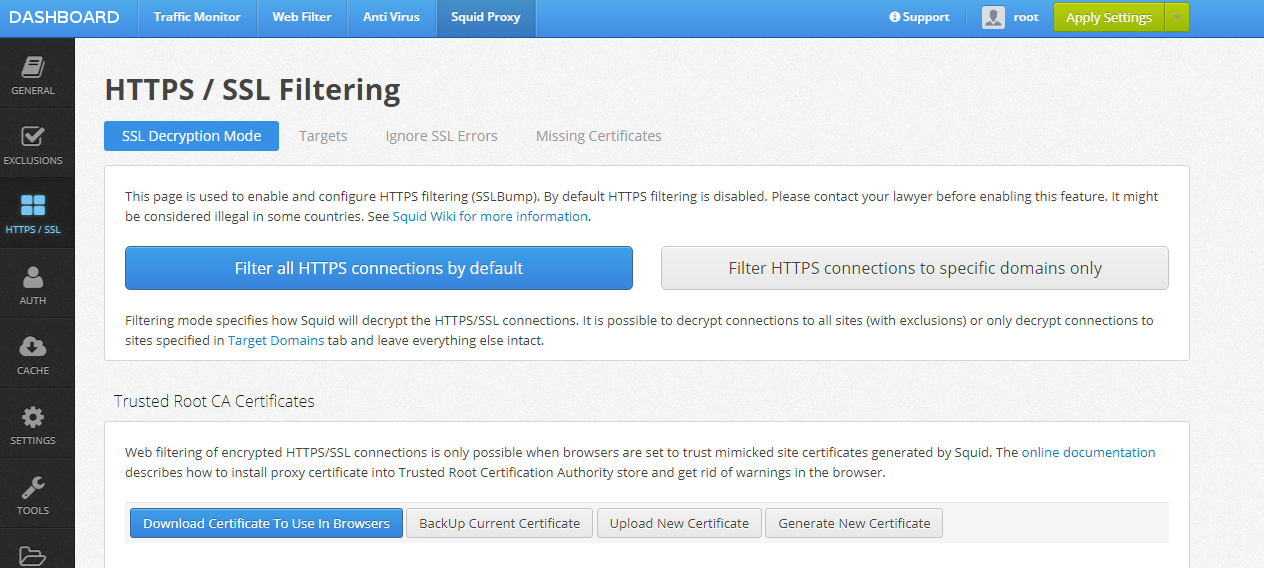 DASHBOARD Traffic Monitor Web Filter Anti Virus Squid Proxy Support root Apply Settings
GENERAL
EXCLUSIONS
HTTPS / SSL
AUTH
CACHE
SETTINGS
TOOLS
HTTPS / SSL Filtering
SSL Decryption Mode Targets Ignore SSL Errors Missing Certificates
This page is used to enable and configure HTTPS filtering (SSLBump). By default HTTPS filtering is disabled. Please contact your lawyer before enabling this feature. It might
be considered illegal in some countries. See Squid Wiki for more information.
Filter all HTTPS connections by default Filter HTTPS connections to specific domains only
Filtering mode specifies how Squid will decrypt the HTTPS/SSL connections. It is possible to decrypt connections to all sites (with exclusions) or only decrypt connections to
sites specified in Target Domains tab and leave everything else intact.
Trusted Root CA Certificates
Web filtering of encrypted HTTPS/SSL connections is only possible when browsers are set to trust mimicked site certificates generated by Squid. The online documentation
describes how to install proxy certificate into Trusted Root Certification Authority store and get rid of warnings in the browser.
Download Certificate To Use In Browsers BackUp Current Certificate Upload New Certificate Generate New Certificate